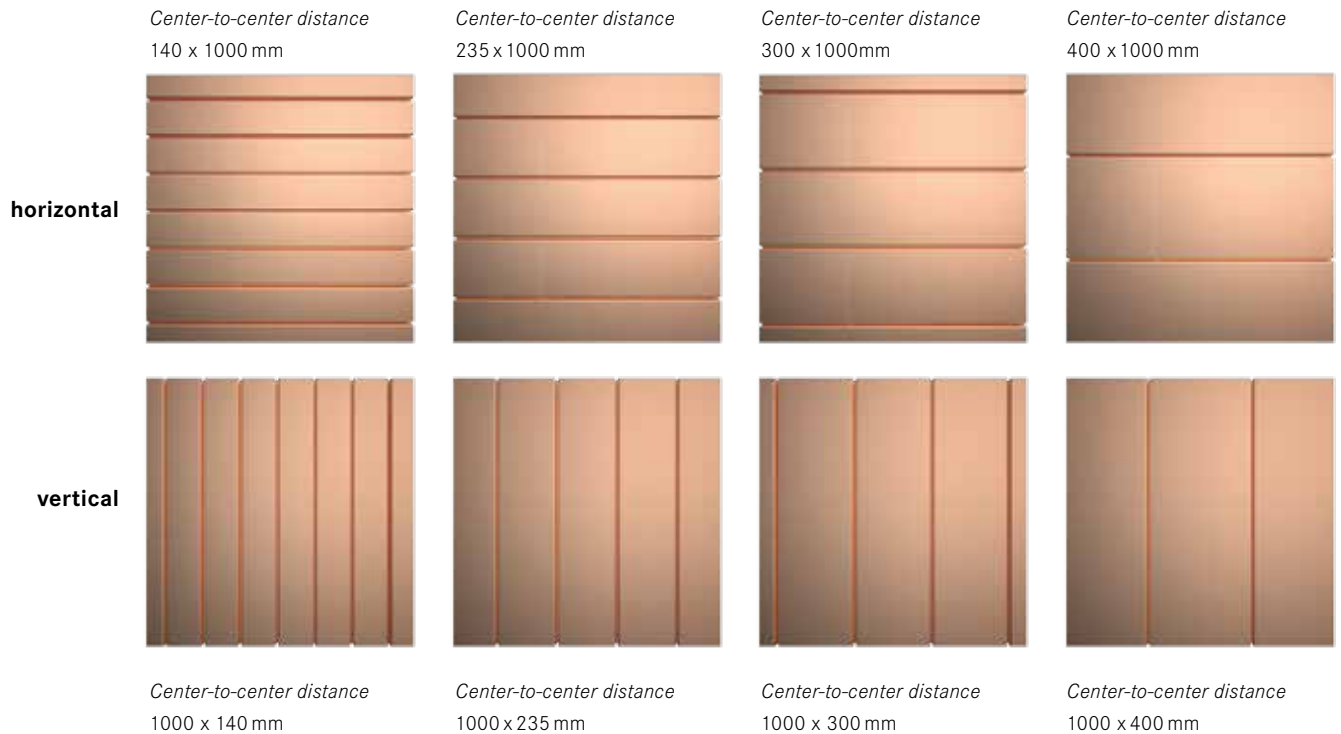 Center-to-center distance
140 x 1000 mm
Center-to-center distance
235 x 1000 mm
Center-to-center distance
300 x 1000mm
Center-to-center distance
400 x 1000 mm
horizontal
vertical
Center-to-center distance
1000 x 140 mm
Center-to-center distance
1000 x 235 mm
Center-to-center distance
1000 x 300 mm
Center-to-center distance
1000 x 400 mm